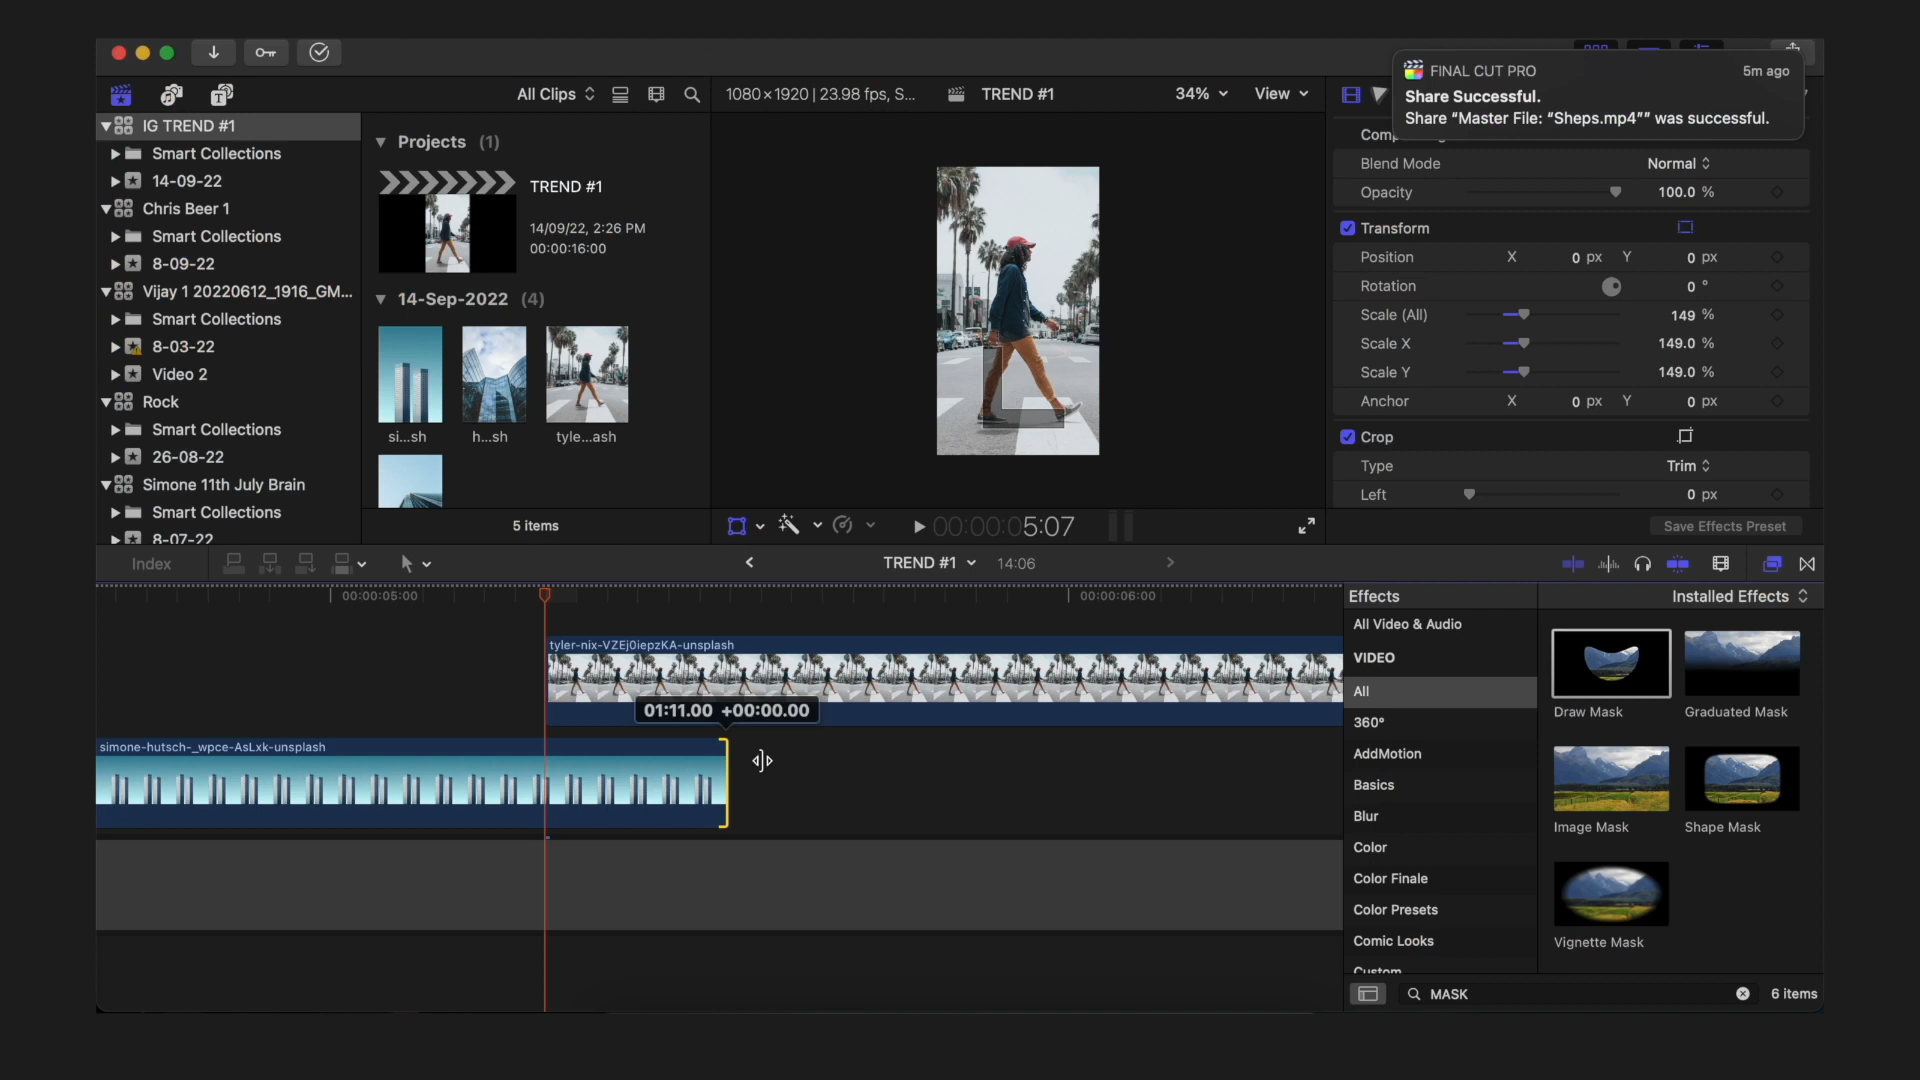 FINAL CUT PRO
5m ago
Share Successful.
Share “Master File: “Sheps.mp4”” was successful.
All Clips
1080×1920 | 23.98 fps, S...
TREND #1
34%
View
IG TREND #1
Smart Collections
14-09-22
Chris Beer 1
Smart Collections
8-09-22
Vijay 1 20220612_1916_GM...
Smart Collections
8-03-22
Video 2
Rock
Smart Collections
26-08-22
Simone 11th July Brain
Smart Collections
8-07-22
Projects (1)
TREND #1
14/09/22, 2:26 PM
00:00:16:00
14-Sep-2022 (4)
si...sh
h...sh
tyle...ash
5 items
00:00:00:5:07
Blend Mode
Normal
Opacity
100.0 %
Transform
Position
X 0 px Y 0 px
Rotation
0 °
Scale (All)
149 %
Scale X
149.0 %
Scale Y
149.0 %
Anchor
X 0 px Y 0 px
Crop
Type
Trim
Left
0 px
Save Effects Preset
Index
TREND #1
14:06
00:00:05:00
00:00:06:00
tyler-nix-VZEj0iepzKA-unsplash
01:11.00 +00:00.00
simone-hutsch-_wpce-AsLxk-unsplash
Effects
Installed Effects
All Video & Audio
VIDEO
All
360°
AddMotion
Basics
Blur
Color
Color Finale
Color Presets
Comic Looks
Custom
Draw Mask
Graduated Mask
Image Mask
Shape Mask
Vignette Mask
MASK
6 items